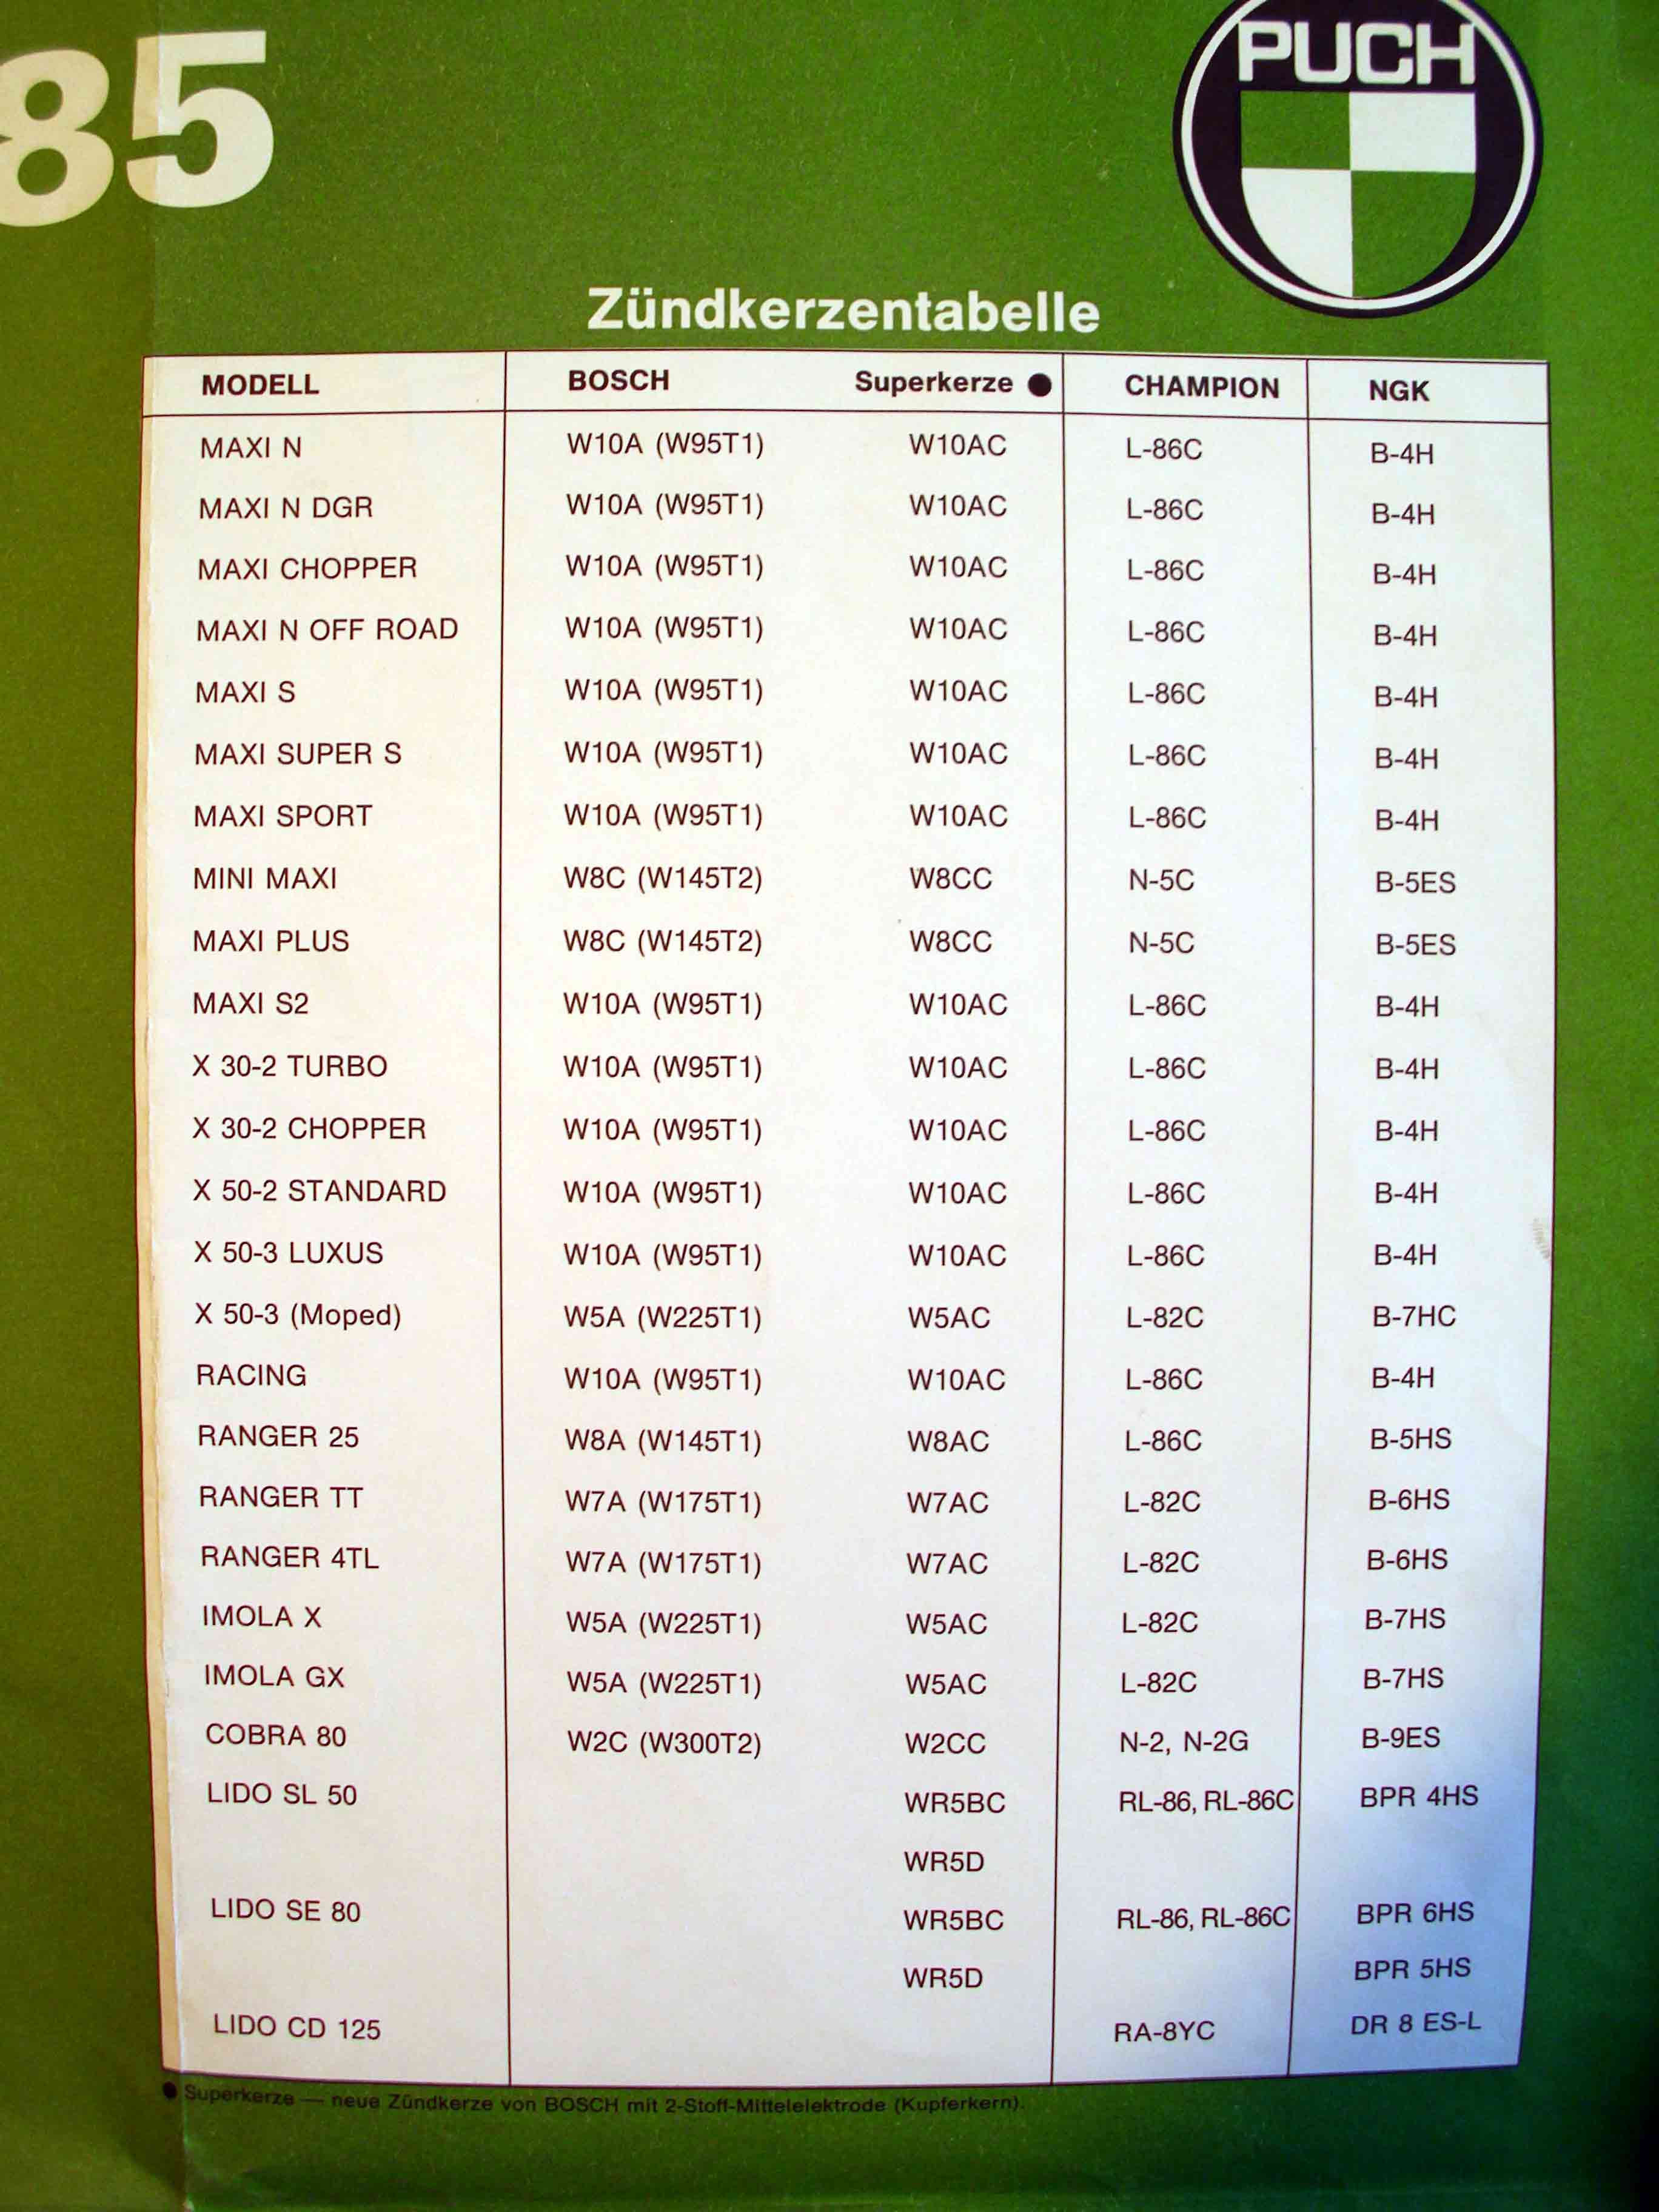 85
PUCH
Zündkerzentabelle
MODELL BOSCH Superkerze ● CHAMPION NGK
MAXI N W10A (W95T1) W10AC L-86C B-4H
MAXI N DGR W10A (W95T1) W10AC L-86C B-4H
MAXI CHOPPER W10A (W95T1) W10AC L-86C B-4H
MAXI N OFF ROAD W10A (W95T1) W10AC L-86C B-4H
MAXI S W10A (W95T1) W10AC L-86C B-4H
MAXI SUPER S W10A (W95T1) W10AC L-86C B-4H
MAXI SPORT W10A (W95T1) W10AC L-86C B-4H
MINI MAXI W8C (W145T2) W8CC N-5C B-5ES
MAXI PLUS W8C (W145T2) W8CC N-5C B-5ES
MAXI S2 W10A (W95T1) W10AC L-86C B-4H
X 30-2 TURBO W10A (W95T1) W10AC L-86C B-4H
X 30-2 CHOPPER W10A (W95T1) W10AC L-86C B-4H
X 50-2 STANDARD W10A (W95T1) W10AC L-86C B-4H
X 50-3 LUXUS W10A (W95T1) W10AC L-86C B-4H
X 50-3 (Moped) W5A (W225T1) W5AC L-82C B-7HC
RACING W10A (W95T1) W10AC L-86C B-4H
RANGER 25 W8A (W145T1) W8AC L-86C B-5HS
RANGER TT W7A (W175T1) W7AC L-82C B-6HS
RANGER 4TL W7A (W175T1) W7AC L-82C B-6HS
IMOLA X W5A (W225T1) W5AC L-82C B-7HS
IMOLA GX W5A (W225T1) W5AC L-82C B-7HS
COBRA 80 W2C (W300T2) W2CC N-2, N-2G B-9ES
LIDO SL 50 WR5BC RL-86, RL-86C BPR 4HS
WR5D
LIDO SE 80 WR5BC RL-86, RL-86C BPR 6HS
WR5D BPR 5HS
LIDO CD 125 RA-8YC DR 8 ES-L
● Superkerze — neue Zündkerze von BOSCH mit 2-Stoff-Mittelelektrode (Kupferkern).